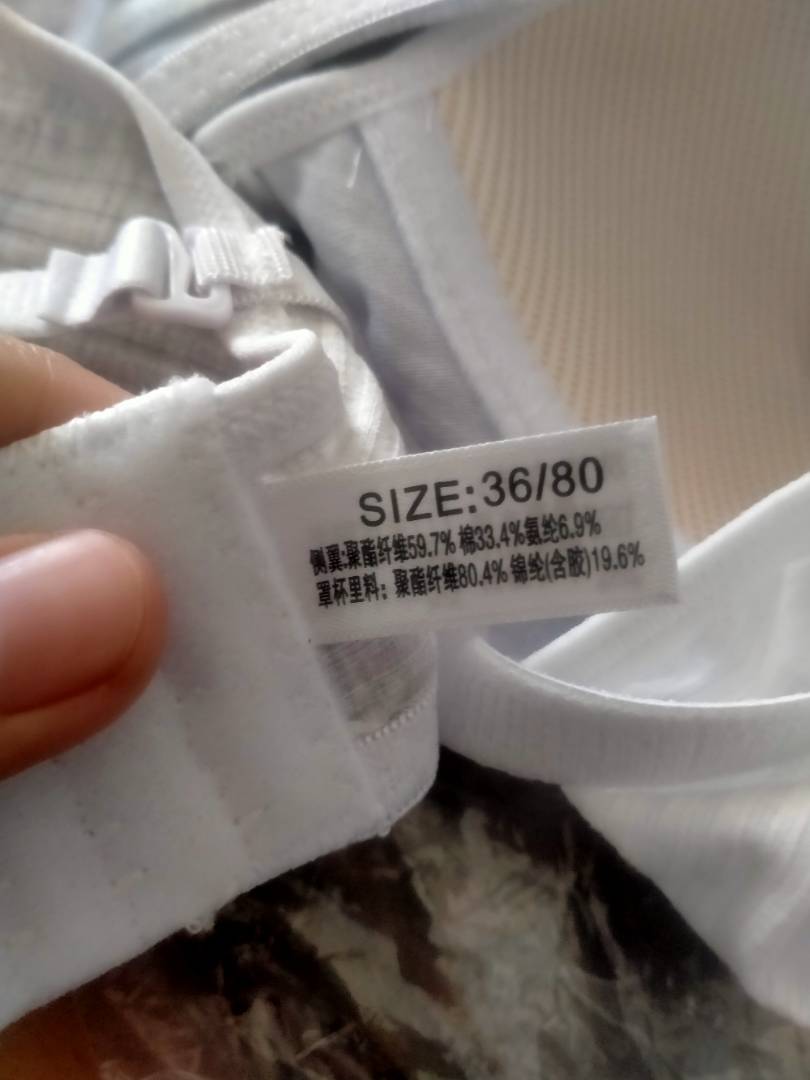 SIZE:36/80
侧翼:聚酯纤维59.7% 棉33.4%氨纶6.9%
罩杯里料：聚酯纤维80.4% 锦纶(含胶)19.6%